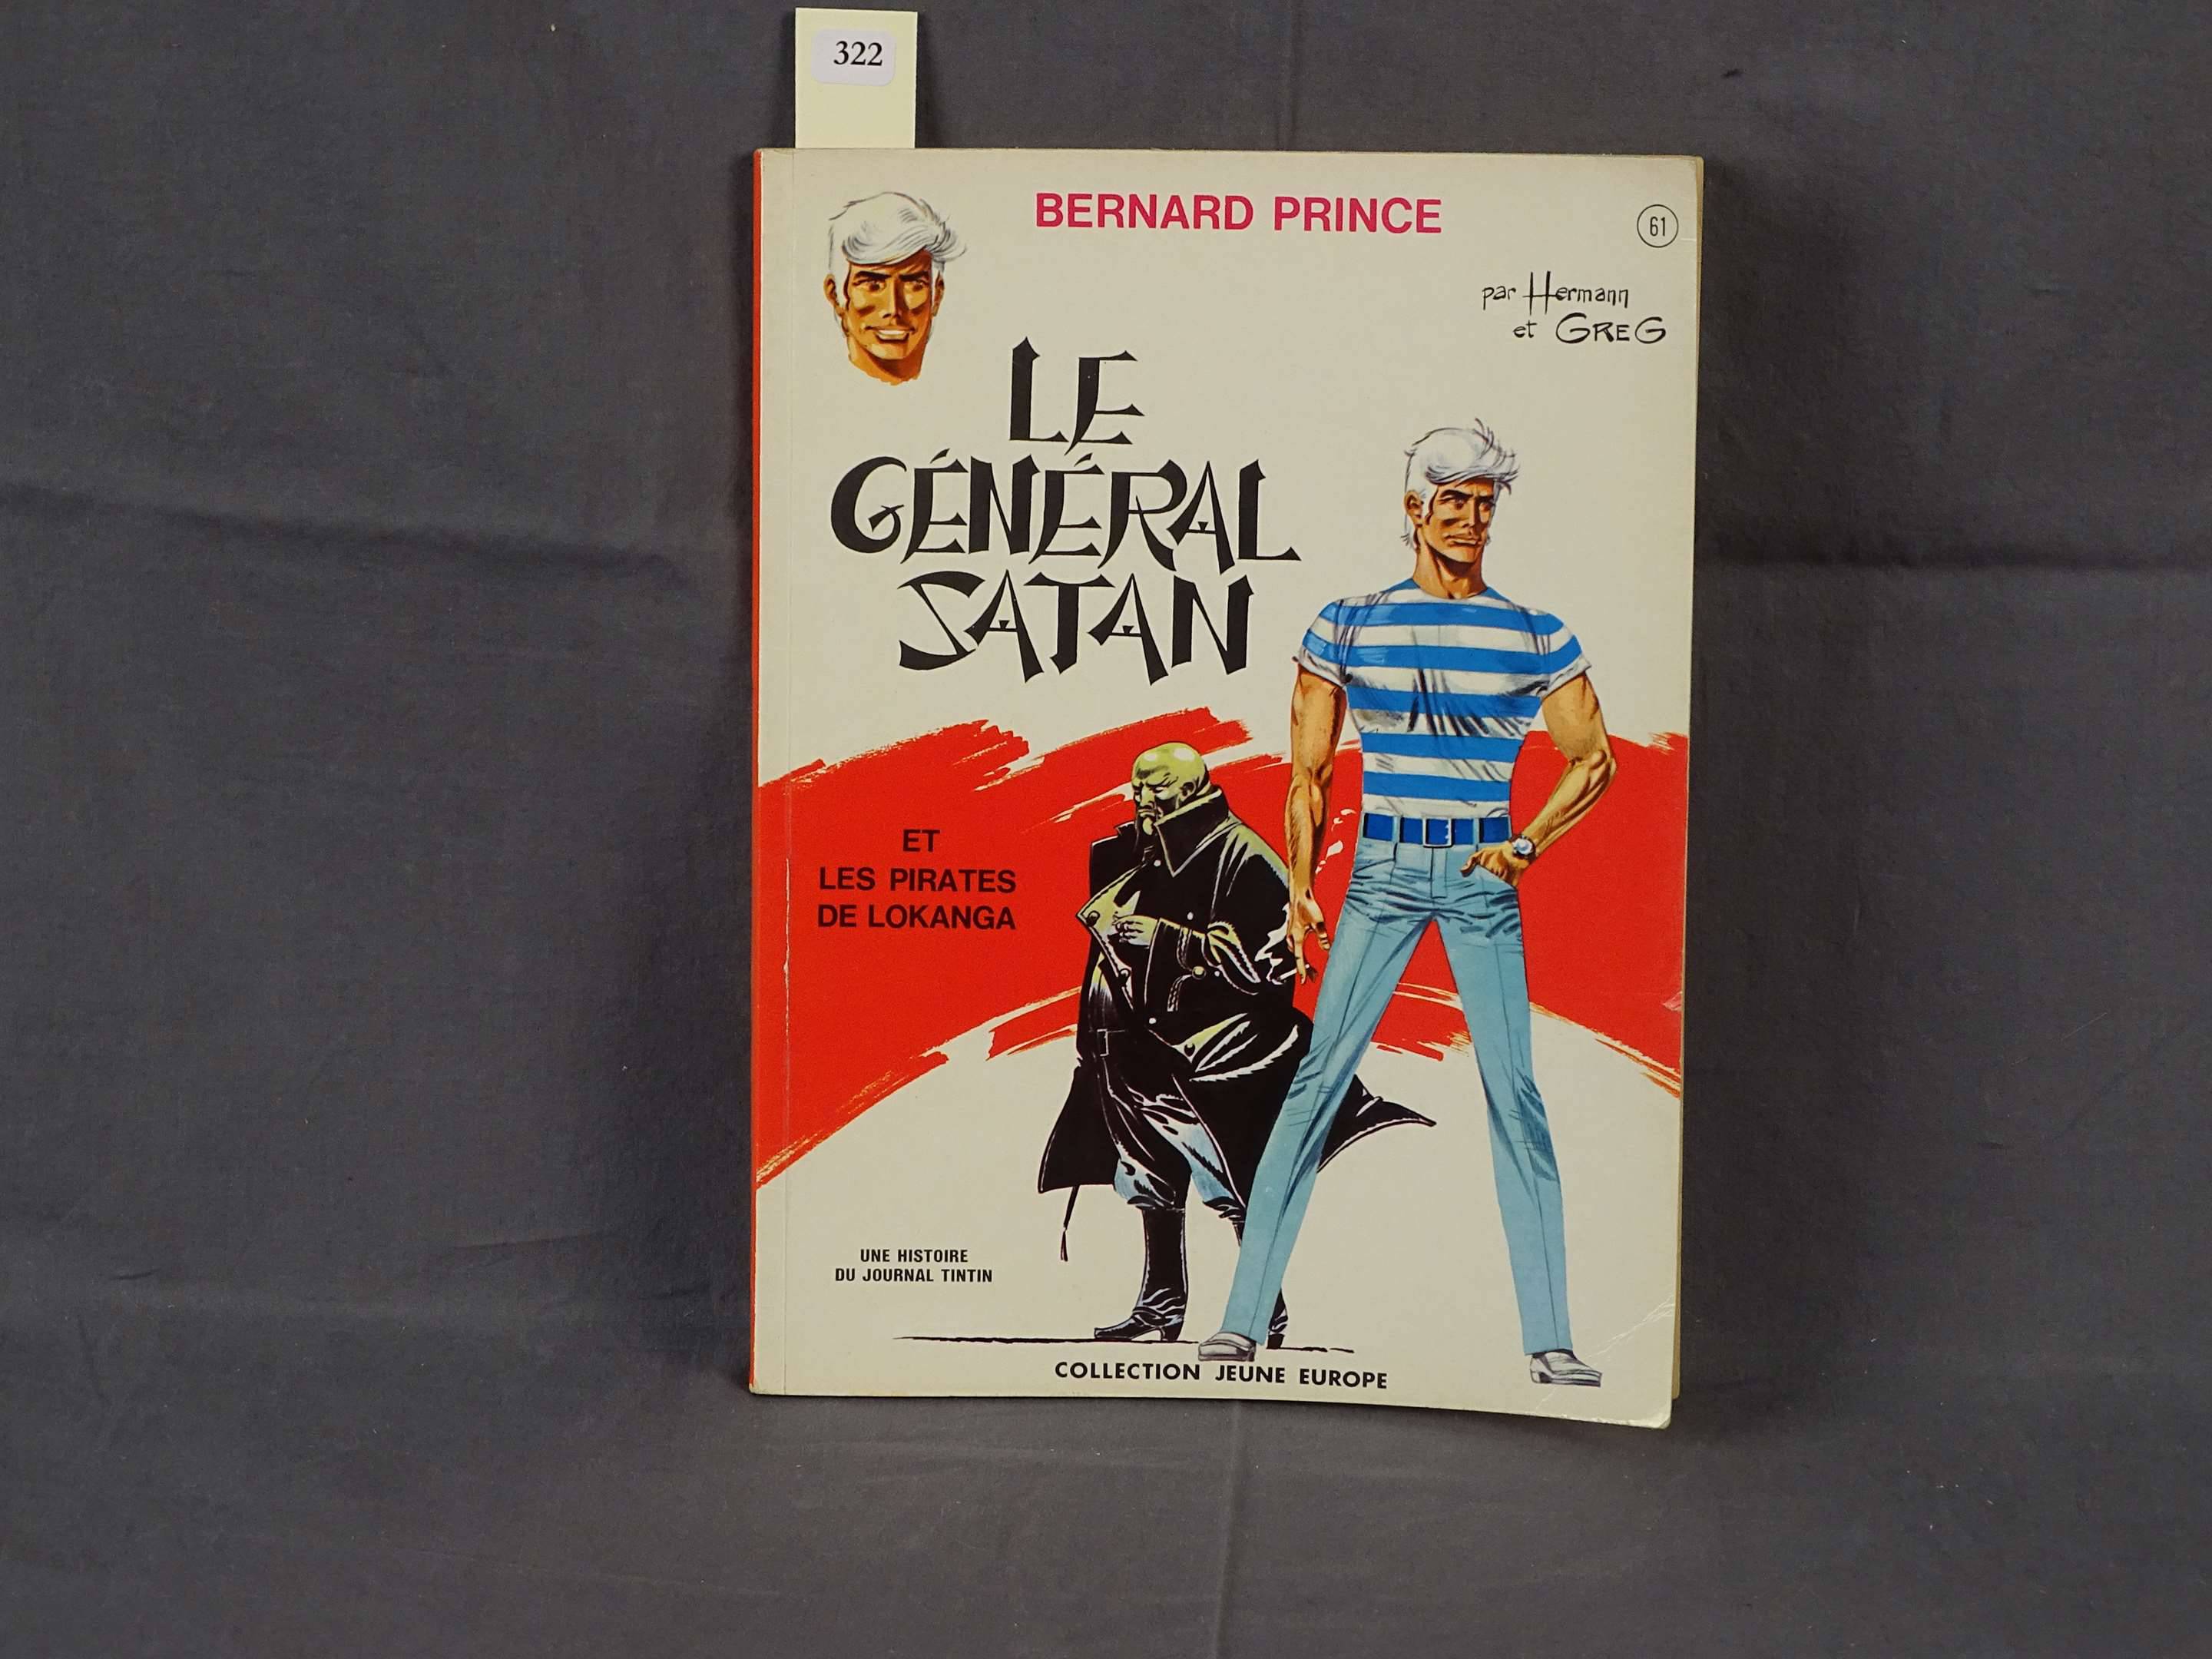 322
BERNARD PRINCE
61
par Hermann
et GREG
LE
GÉNÉRAL
SATAN
ET
LES PIRATES
DE LOKANGA
UNE HISTOIRE
DU JOURNAL TINTIN
COLLECTION JEUNE EUROPE